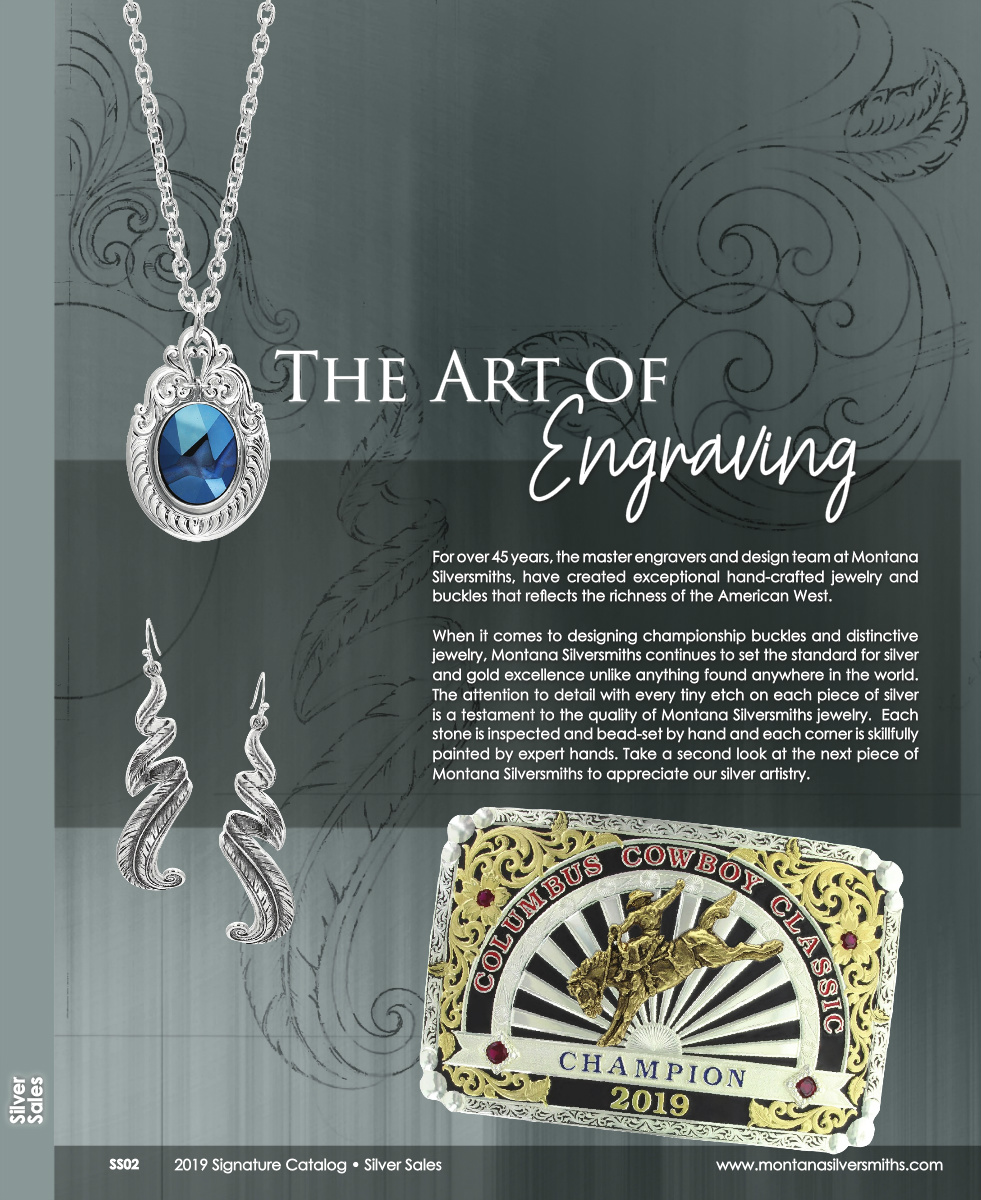 THE ART OF
Engraving
For over 45 years, the master engravers and design team at Montana
Silversmiths, have created exceptional hand-crafted jewelry and
buckles that reflects the richness of the American West.
When it comes to designing championship buckles and distinctive
jewelry, Montana Silversmiths continues to set the standard for silver
and gold excellence unlike anything found anywhere in the world.
The attention to detail with every tiny etch on each piece of silver
is a testament to the quality of Montana Silversmiths jewelry.  Each
stone is inspected and bead-set by hand and each corner is skillfully
painted by expert hands. Take a second look at the next piece of
Montana Silversmiths to appreciate our silver artistry.
COLUMBUS COWBOY CLASSIC
CHAMPION
2019
Silver
Sales
SS02 2019 Signature Catalog • Silver Sales www.montanasilversmiths.com